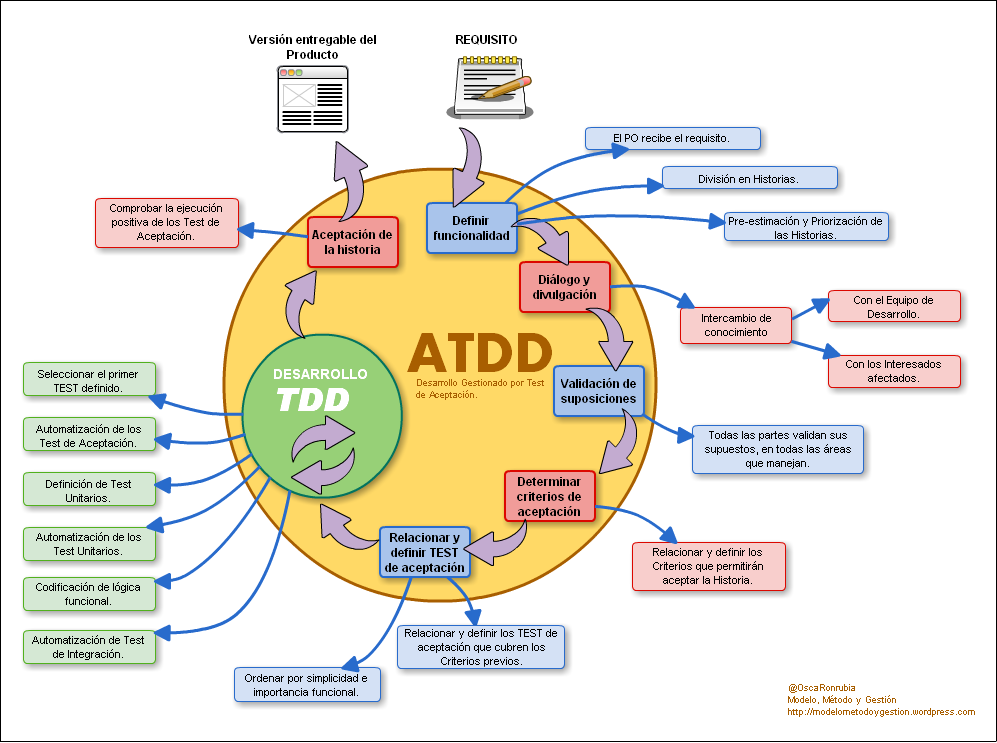 Versión entregable del
Producto
REQUISITO
El PO recibe el requisito.
División en Historias.
Pre-estimación y Priorización de
las Historias.
Definir
funcionalidad
Comprobar la ejecución
positiva de los Test de
Aceptación.
Aceptación de
la historia
Diálogo y
divulgación
Intercambio de
conocimiento
Con el Equipo de
Desarrollo.
Con los Interesados
afectados.
ATDD
Desarrollo Gestionado por Test
de Aceptación.
Validación de
suposiciones
Todas las partes validan sus
supuestos, en todas las áreas
que manejan.
Determinar
criterios de
aceptación
Relacionar y definir los
Criterios que permitirán
aceptar la Historia.
Relacionar y
definir TEST
de aceptación
Relacionar y definir los TEST de
aceptación que cubren los
Criterios previos.
Ordenar por simplicidad e
importancia funcional.
DESARROLLO
TDD
Seleccionar el primer
TEST definido.
Automatización de los
Test de Aceptación.
Definición de Test
Unitarios.
Automatización de los
Test Unitarios.
Codificación de lógica
funcional.
Automatización de Test
de Integración.
@OscaRonrubia
Modelo, Método y Gestión
http://modelometodoygestion.wordpress.com